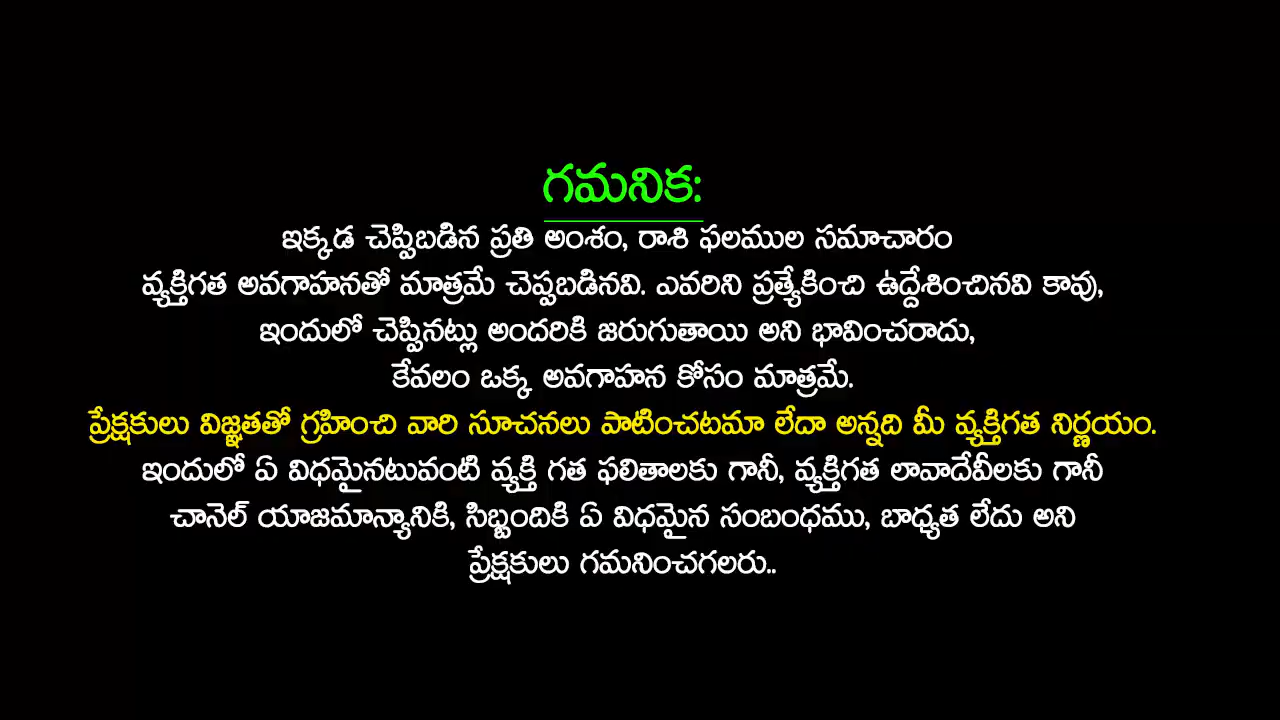 గమనిక:
ఇక్కడ చెప్పిబడిన ప్రతి అంశం, రాశి ఫలముల సమాచారం
వ్యక్తిగత అవగాహనతో మాత్రమే చెప్పబడినవి. ఎవరిని ప్రత్యేకించి ఉద్దేశించినవి కావు,
ఇందులో చెప్పినట్లు అందరికి జరుగుతాయి అని భావించరాదు,
కేవలం ఒక్క అవగాహన కోసం మాత్రమే.
ప్రేక్షకులు విజ్ఞతతో గ్రహించి వారి సూచనలు పాటించటమా లేదా అన్నది మీ వ్యక్తిగత నిర్ణయం.
ఇందులో ఏ విధమైనటువంటి వ్యక్తి గత ఫలితాలకు గానీ, వ్యక్తిగత లావాదేవీలకు గానీ
చానెల్ యాజమాన్యానికి, సిబ్బందికి ఏ విధమైన సంబంధము, బాధ్యత లేదు అని
ప్రేక్షకులు గమనించగలరు..